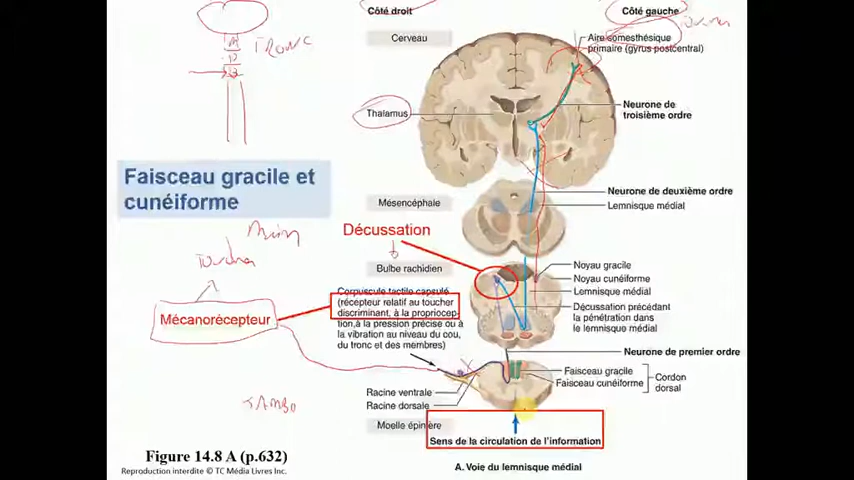 Côté droit
Côté gauche
Cerveau
Aire somesthésique
primaire (gyrus postcentral)
TRONC
Thalamus
Neurone de
troisième ordre
Faisceau gracile et
cunéiforme
Neurone de deuxième ordre
Mésencéphale
Lemnisque médial
Décussation
Bulbe rachidien
Noyau gracile
Noyau cunéiforme
Lemnisque médial
Corpuscule tactile capsulé
(récepteur relatif au toucher
discriminant, à la propriocep-
tion,à la pression précise ou à
la vibration au niveau du cou,
du tronc et des membres)
Décussation précédant
la pénétration dans
le lemnisque médial
Mécanorécepteur
Neurone de premier ordre
Faisceau gracile
Faisceau cunéiforme
Cordon
dorsal
Racine ventrale
Racine dorsale
Moelle épinière
Sens de la circulation de l'information
Figure 14.8 A (p.632)
Reproduction interdite © TC Média Livres Inc.
A. Voie du lemnisque médial